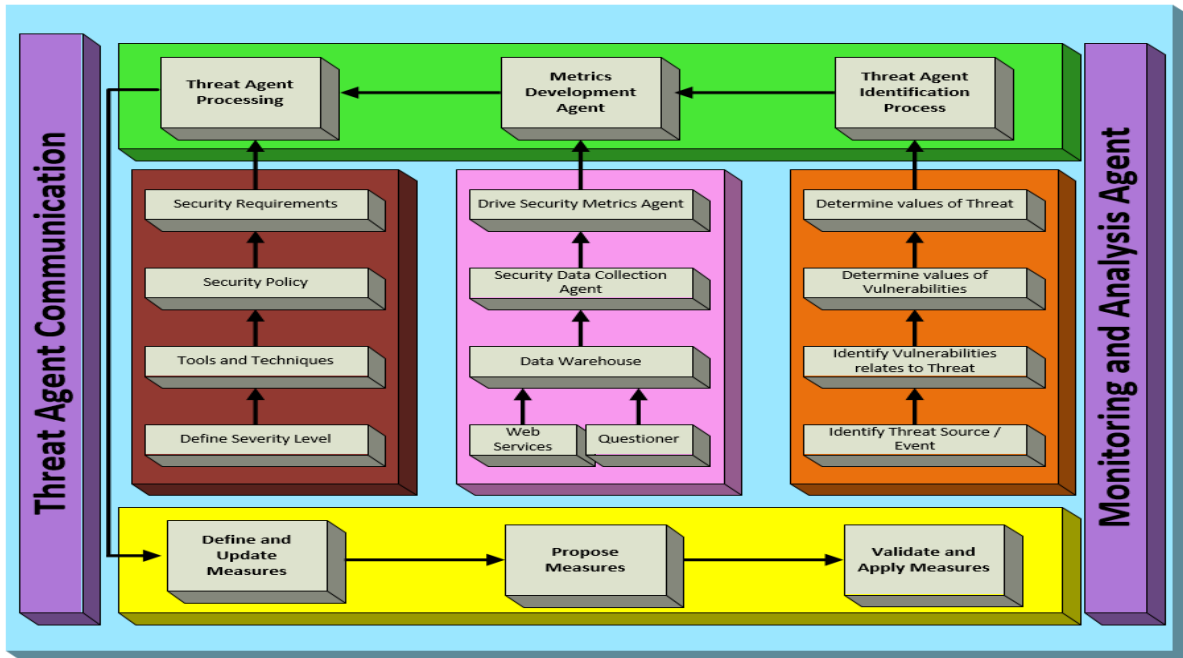 Threat Agent Communication
Threat Agent
Processing
Metrics
Development
Agent
Threat Agent
Identification
Process
Security Requirements
Security Policy
Tools and Techniques
Define Severity Level
Drive Security Metrics Agent
Security Data Collection
Agent
Data Warehouse
Web
Services
Questioner
Determine values of Threat
Determine values of
Vulnerabilities
Identify Vulnerabilities
relates to Threat
Identify Threat Source /
Event
Define and
Update
Measures
Propose
Measures
Validate and
Apply Measures
Monitoring and Analysis Agent